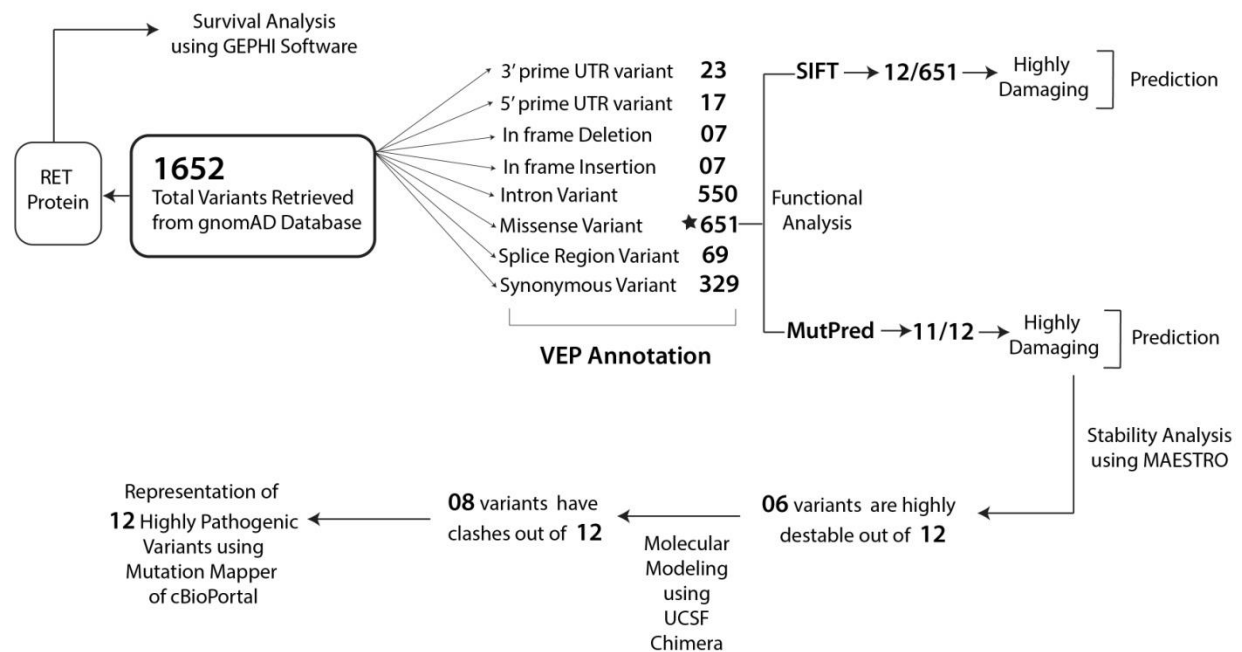 Survival Analysis
using GEPHI Software
RET
Protein
1652
Total Variants Retrieved
from gnomAD Database
3′ prime UTR variant 23
5′ prime UTR variant 17
In frame Deletion 07
In frame Insertion 07
Intron Variant 550
Missense Variant ★651
Splice Region Variant 69
Synonymous Variant 329
VEP Annotation
Functional
Analysis
SIFT 12/651 Highly
Damaging
Prediction
MutPred 11/12 Highly
Damaging
Prediction
Stability Analysis
using MAESTRO
06 variants are highly
destable out of 12
Molecular
Modeling
using
UCSF
Chimera
08 variants have
clashes out of 12
Representation of
12 Highly Pathogenic
Variants using
Mutation Mapper
of cBioPortal